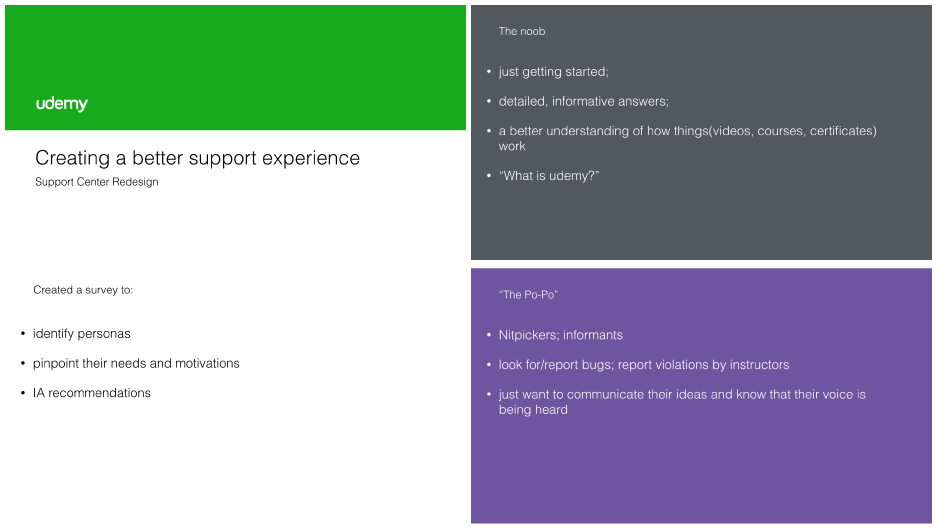 udemy
Creating a better support experience
Support Center Redesign
The noob
• just getting started;
• detailed, informative answers;
• a better understanding of how things(videos, courses, certificates)
work
• “What is udemy?”
Created a survey to:
• identify personas
• pinpoint their needs and motivations
• IA recommendations
“The Po-Po”
• Nitpickers; informants
• look for/report bugs; report violations by instructors
• just want to communicate their ideas and know that their voice is
being heard